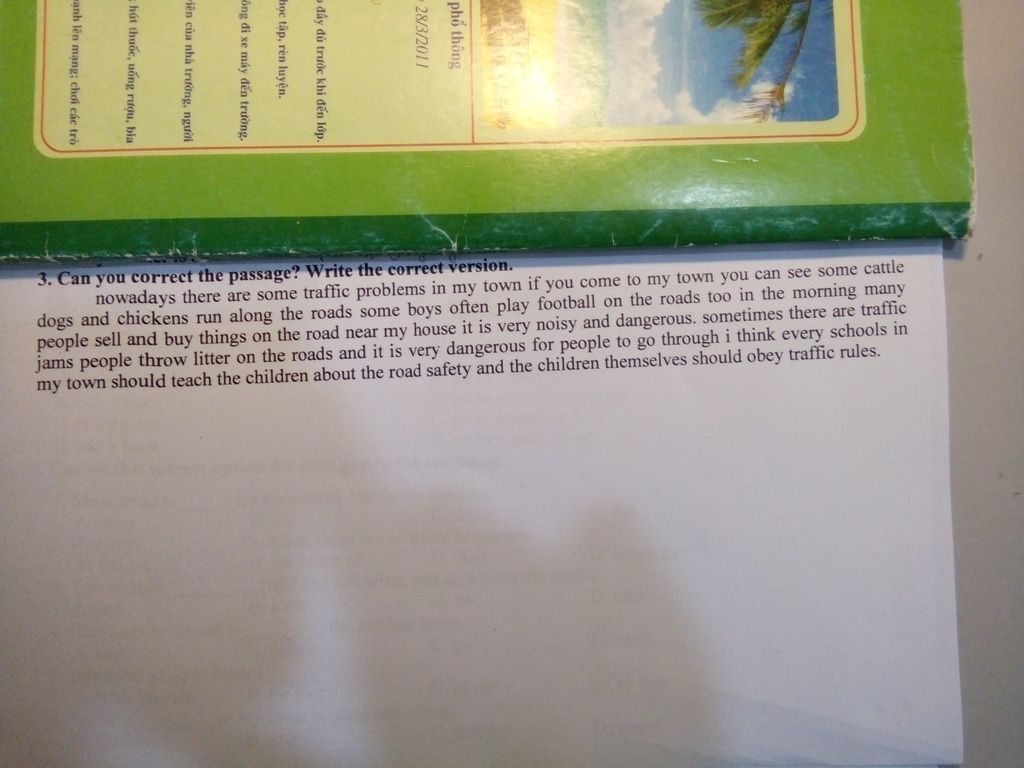 phổ thông
28/3/2011
đầy đủ trước khi đến lớp.
học tập, rèn luyện.
đi xe máy đến trường.
của nhà trường, người
hút thuốc, uống rượu, bia
lên mạng; chơi các trò
3. Can you correct the passage? Write the correct version.
nowadays there are some traffic problems in my town if you come to my town you can see some cattle
dogs and chickens run along the roads some boys often play football on the roads too in the morning many
people sell and buy things on the road near my house it is very noisy and dangerous. sometimes there are traffic
jams people throw litter on the roads and it is very dangerous for people to go through i think every schools in
my town should teach the children about the road safety and the children themselves should obey traffic rules.